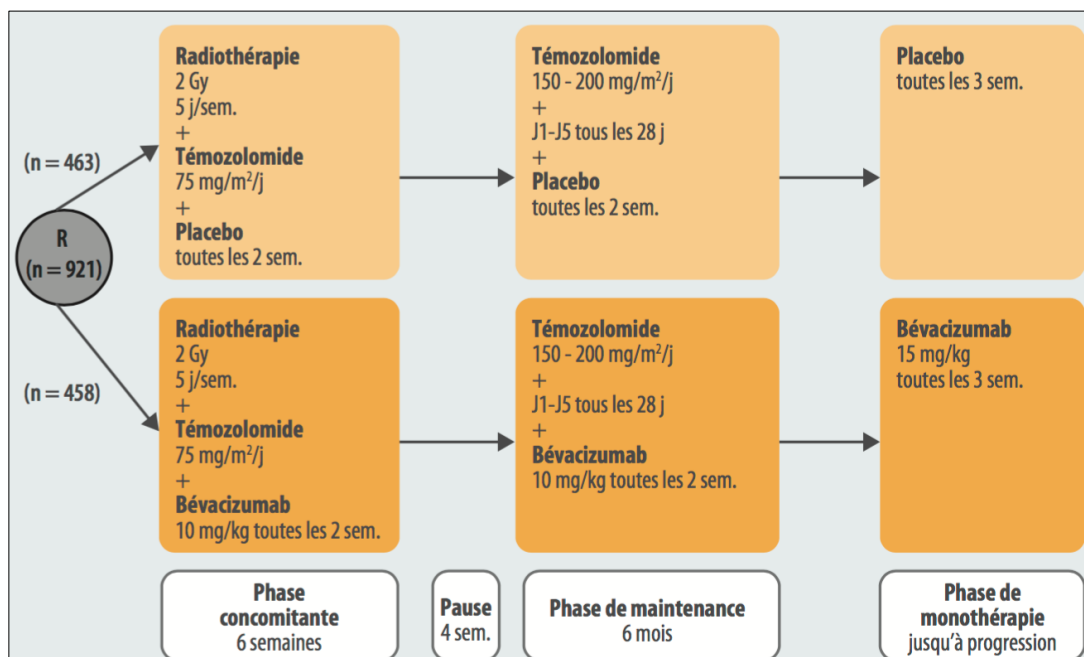 (n = 463)
R
(n = 921)
(n = 458)
Radiothérapie
2 Gy
5 j/sem.
+
Témozolomide
75 mg/m²/j
+
Placebo
toutes les 2 sem.
Témozolomide
150 - 200 mg/m²/j
+
J1-J5 tous les 28 j
+
Placebo
toutes les 2 sem.
Placebo
toutes les 3 sem.
Radiothérapie
2 Gy
5 j/sem.
+
Témozolomide
75 mg/m²/j
+
Bévacizumab
10 mg/kg toutes les 2 sem.
Témozolomide
150 - 200 mg/m²/j
+
J1-J5 tous les 28 j
+
Bévacizumab
10 mg/kg toutes les 2 sem.
Bévacizumab
15 mg/kg
toutes les 3 sem.
Phase
concomitante
6 semaines
Pause
4 sem.
Phase de maintenance
6 mois
Phase de
monothérapie
jusqu'à progression